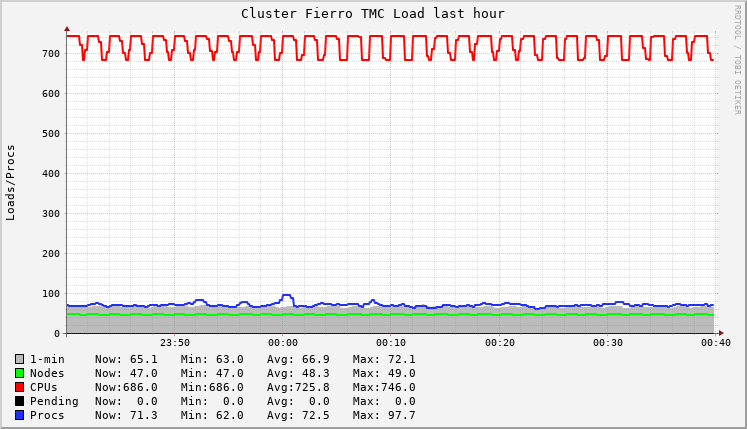 Cluster Fierro TMC Load last hour
RRDTOOL / TOBI OETIKER
Loads/Procs
700
600
500
400
300
200
100
0
23:50 00:00 00:10 00:20 00:30 00:40
1-min Now: 65.1 Min: 63.0 Avg: 66.9 Max: 72.1
Nodes Now: 47.0 Min: 47.0 Avg: 48.3 Max: 49.0
CPUs Now:686.0 Min:686.0 Avg:725.8 Max:746.0
Pending Now: 0.0 Min: 0.0 Avg: 0.0 Max: 0.0
Procs Now: 71.3 Min: 62.0 Avg: 72.5 Max: 97.7